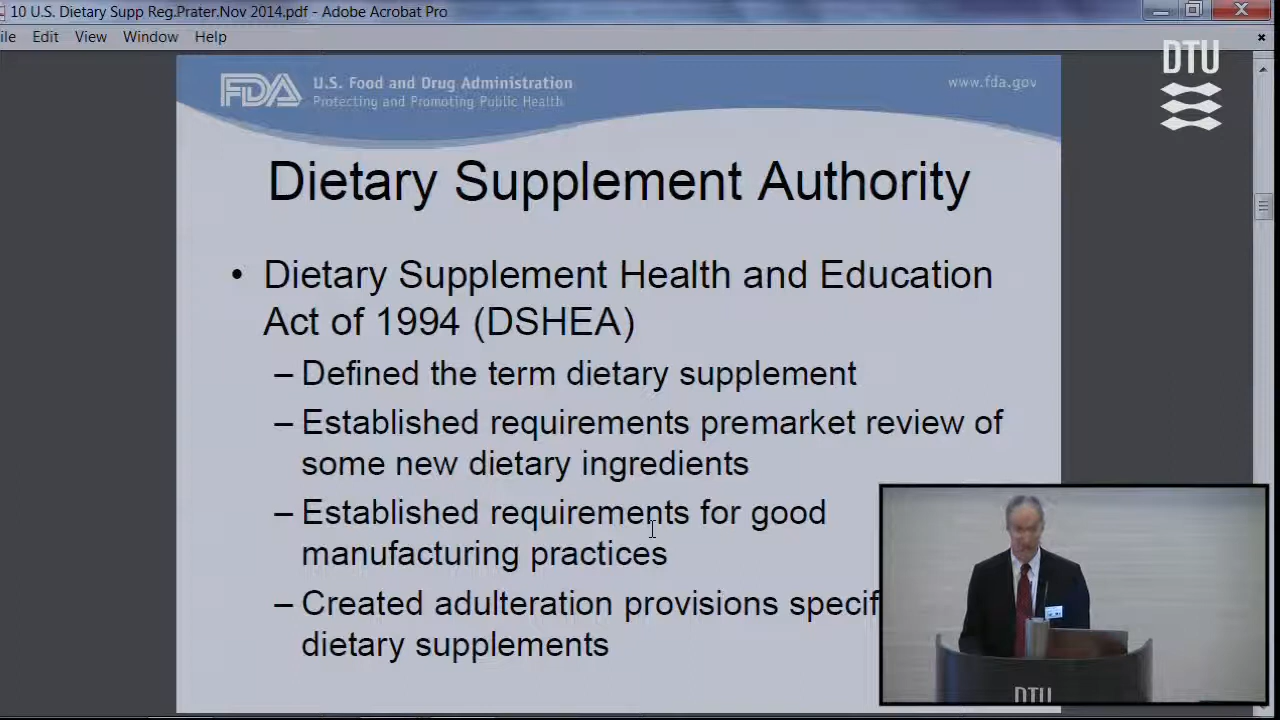 10 U.S. Dietary Supp Reg.Prater.Nov 2014.pdf - Adobe Acrobat Pro
ile Edit View Window Help
DTU
FDA U.S. Food and Drug Administration
Protecting and Promoting Public Health
www.fda.gov
Dietary Supplement Authority
• Dietary Supplement Health and Education
Act of 1994 (DSHEA)
– Defined the term dietary supplement
– Established requirements premarket review of
some new dietary ingredients
– Established requirements for good
manufacturing practices
– Created adulteration provisions specif
dietary supplements
DTU